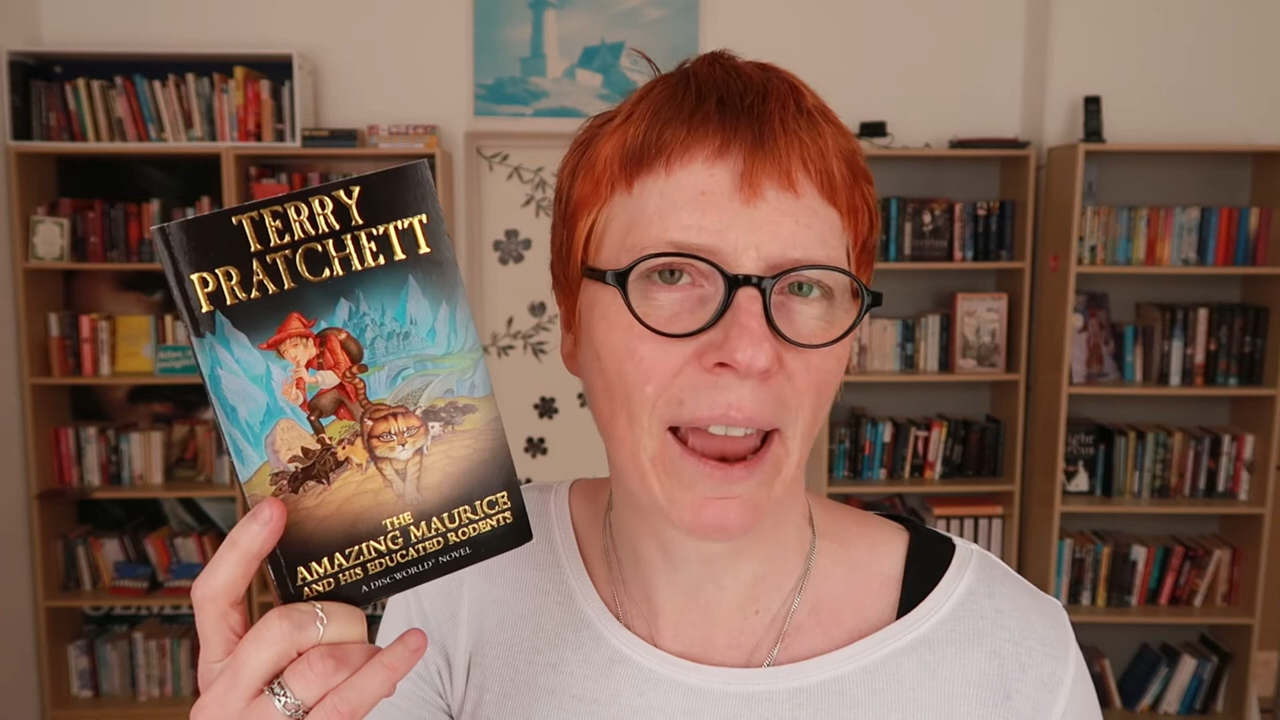 TERRY
PRATCHETT
THE
AMAZING MAURICE
AND HIS EDUCATED RODENTS
A DISCWORLD® NOVEL